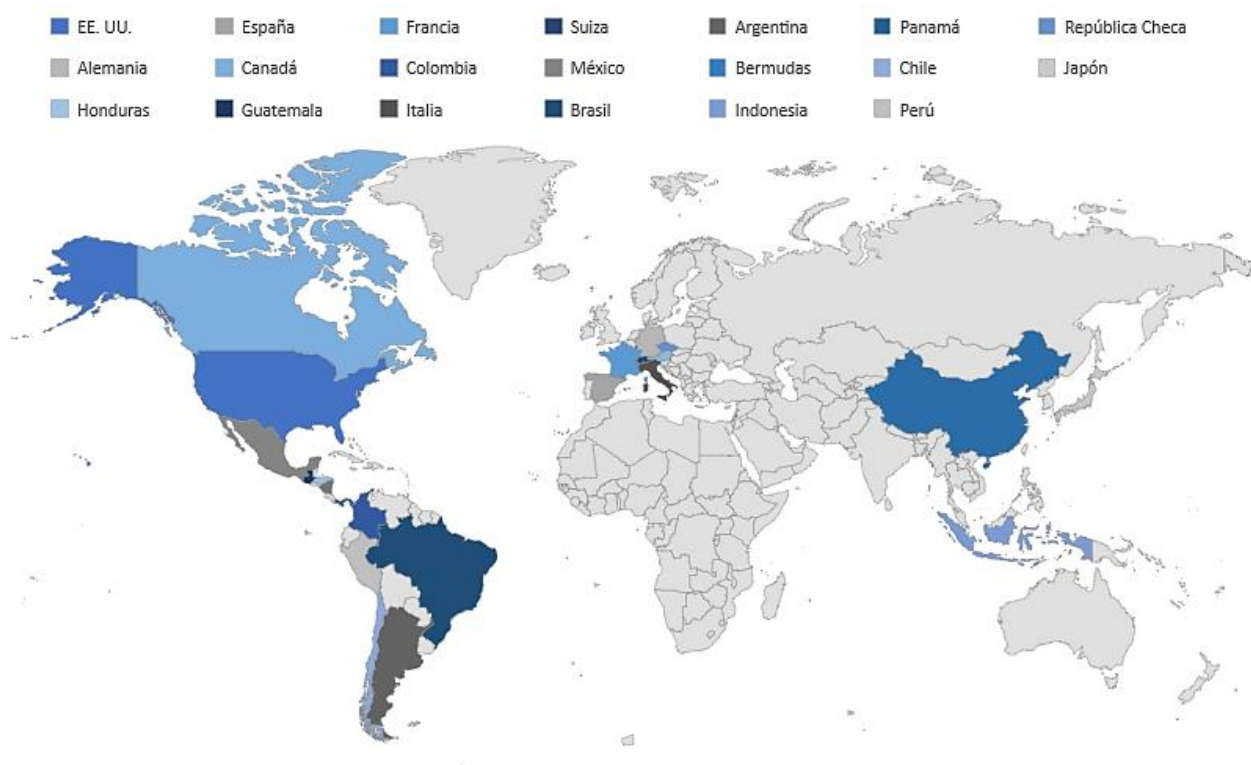 EE. UU. España Francia Suiza Argentina Panamá República Checa
Alemania Canadá Colombia México Bermudas Chile Japón
Honduras Guatemala Italia Brasil Indonesia Perú